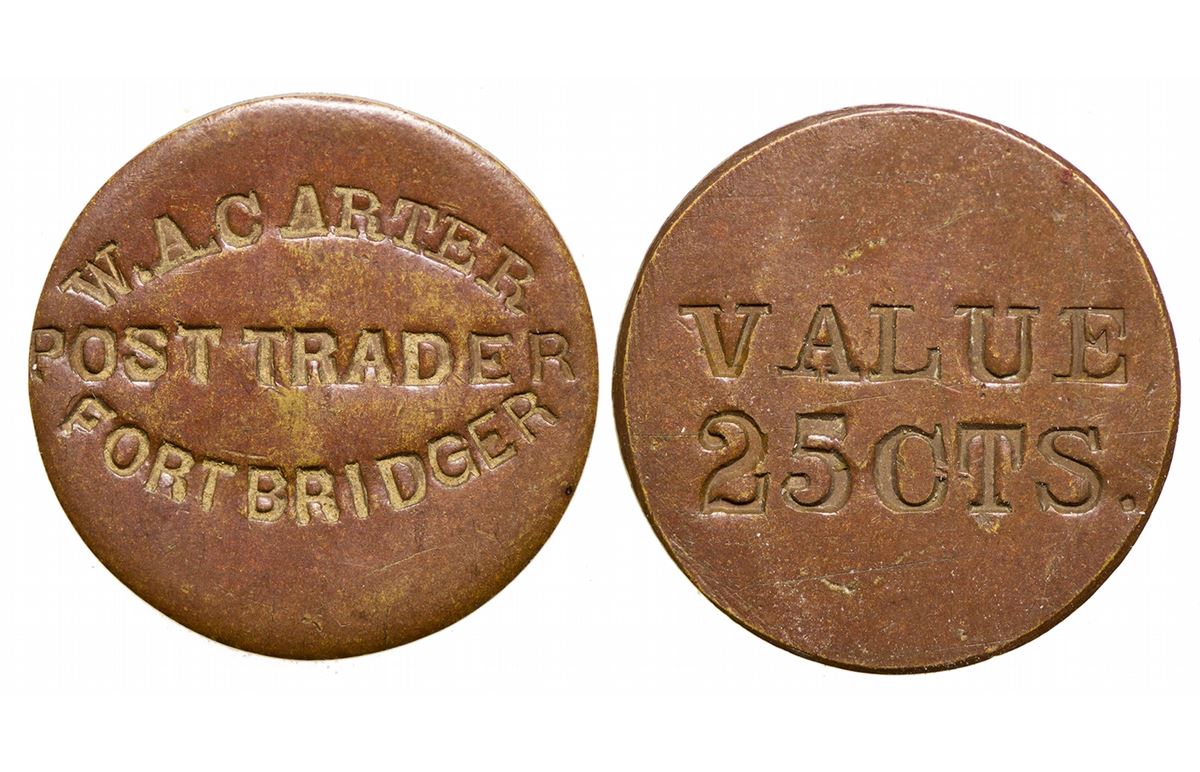 W.A.CARTER
POST TRADER
FORT BRIDGER
VALUE
25CTS.